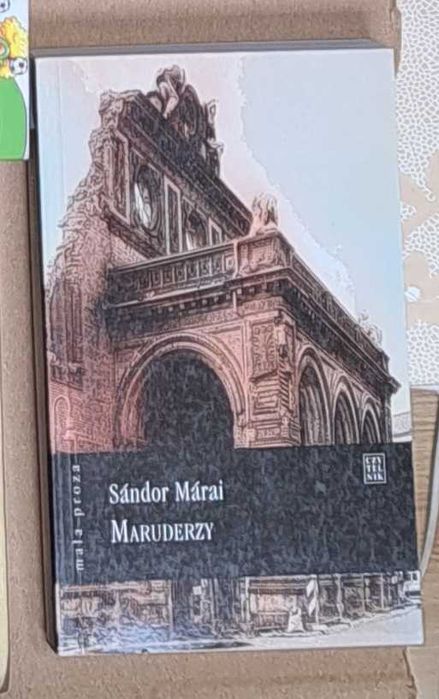 CZY
TEL
NIK
mała proza
Sándor Márai
MARUDERZY